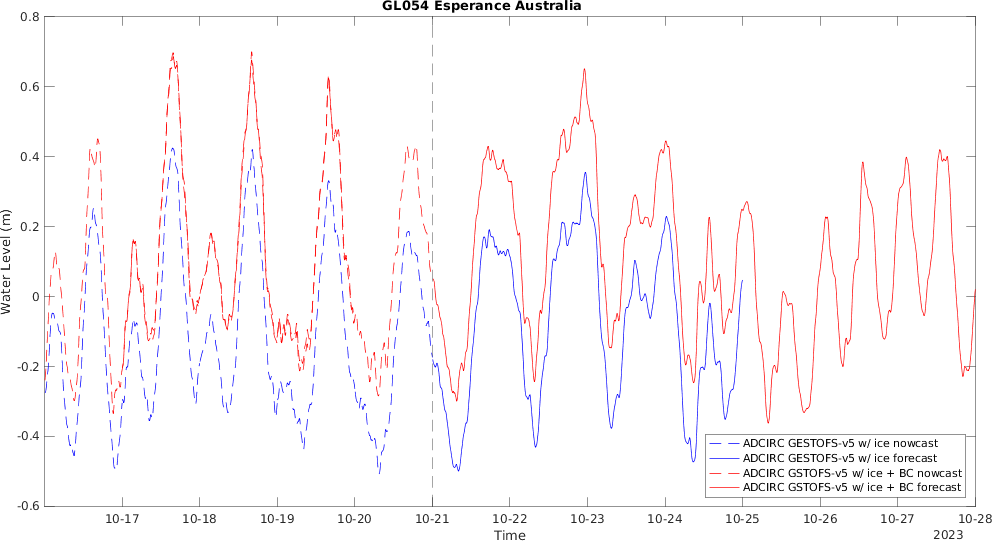 GL054 Esperance Australia
Water Level (m)
0.8
0.6
0.4
0.2
0
-0.2
-0.4
-0.6
10-17 10-18 10-19 10-20 10-21 10-22 10-23 10-24 10-25 10-26 10-27 10-28
Time
2023
ADCIRC GESTOFS-v5 w/ ice nowcast
ADCIRC GESTOFS-v5 w/ ice forecast
ADCIRC GSTOFS-v5 w/ ice + BC nowcast
ADCIRC GSTOFS-v5 w/ ice + BC forecast